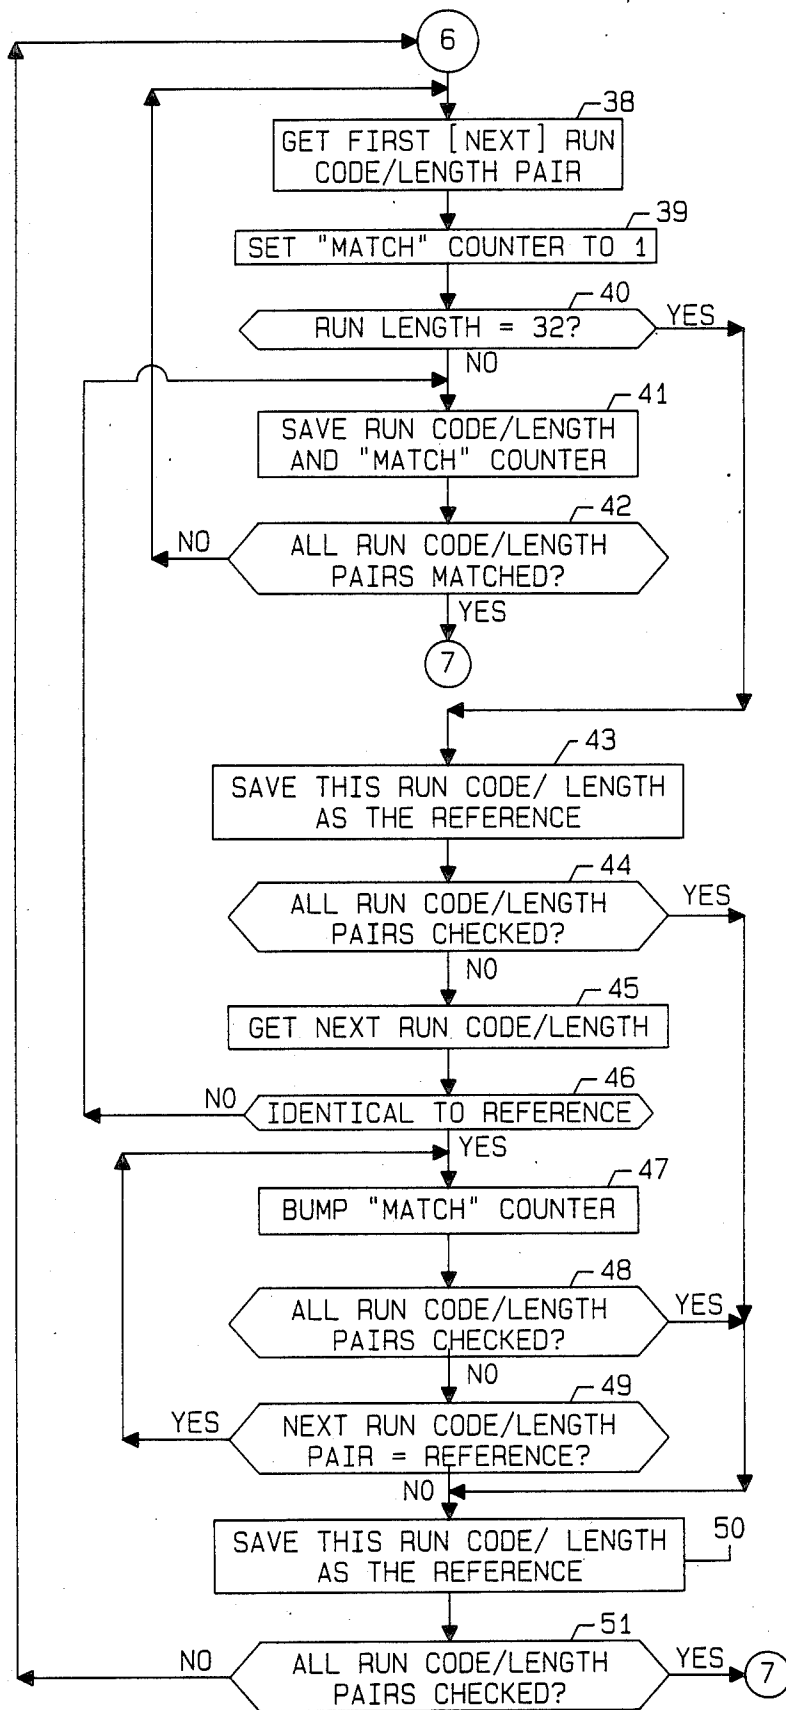 6
38
GET FIRST [NEXT] RUN
CODE/LENGTH PAIR
39
SET "MATCH" COUNTER TO 1
40
RUN LENGTH = 32?
YES
NO
41
SAVE RUN CODE/LENGTH
AND "MATCH" COUNTER
42
NO
ALL RUN CODE/LENGTH
PAIRS MATCHED?
YES
7
43
SAVE THIS RUN CODE/ LENGTH
AS THE REFERENCE
44
ALL RUN CODE/LENGTH
PAIRS CHECKED?
YES
NO
45
GET NEXT RUN CODE/LENGTH
46
NO
IDENTICAL TO REFERENCE
YES
47
BUMP "MATCH" COUNTER
48
ALL RUN CODE/LENGTH
PAIRS CHECKED?
YES
NO
49
YES
NEXT RUN CODE/LENGTH
PAIR = REFERENCE?
NO
50
SAVE THIS RUN CODE/ LENGTH
AS THE REFERENCE
51
NO
ALL RUN CODE/LENGTH
PAIRS CHECKED?
YES
7